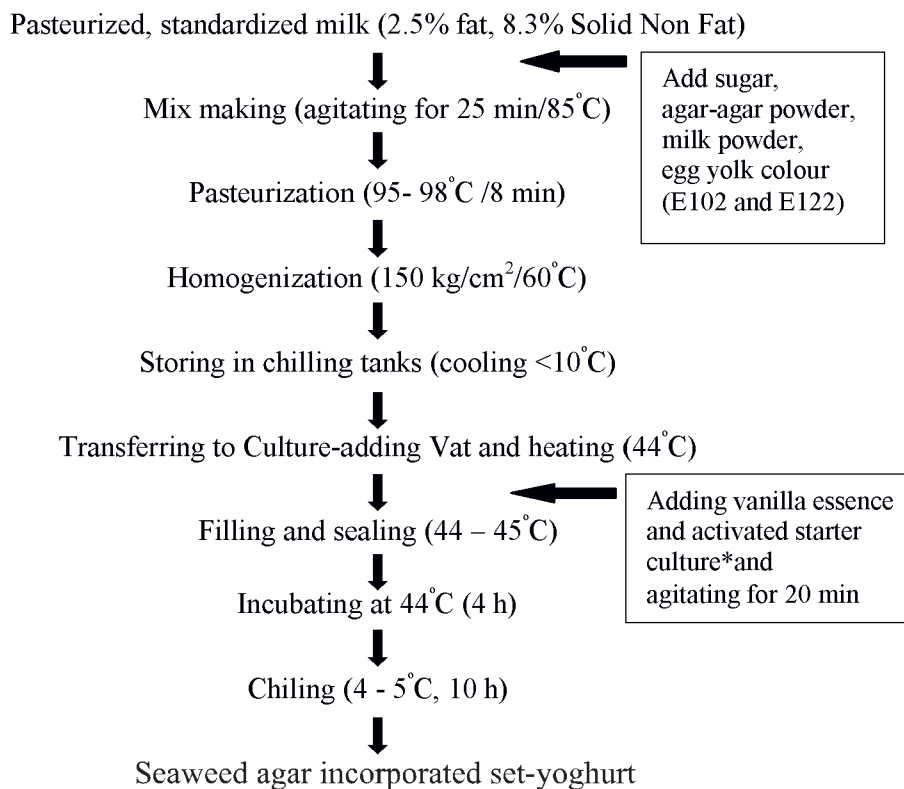 Pasteurized, standardized milk (2.5% fat, 8.3% Solid Non Fat)
Add sugar,
agar-agar powder,
milk powder,
egg yolk colour
(E102 and E122)
Mix making (agitating for 25 min/85°C)
Pasteurization (95- 98°C /8 min)
Homogenization (150 kg/cm²/60°C)
Storing in chilling tanks (cooling <10°C)
Transferring to Culture-adding Vat and heating (44°C)
Adding vanilla essence
and activated starter
culture*and
agitating for 20 min
Filling and sealing (44 – 45°C)
Incubating at 44°C (4 h)
Chiling (4 - 5°C, 10 h)
Seaweed agar incorporated set-yoghurt